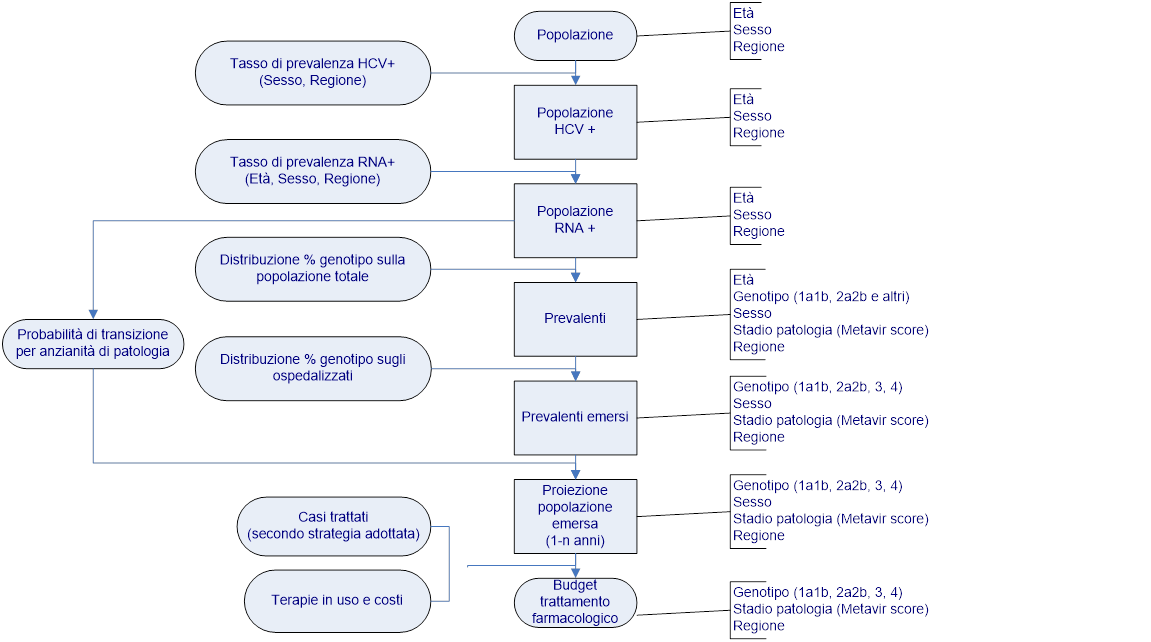 Popolazione
Età
Sesso
Regione
Tasso di prevalenza HCV+
(Sesso, Regione)
Popolazione
HCV +
Età
Sesso
Regione
Tasso di prevalenza RNA+
(Età, Sesso, Regione)
Popolazione
RNA +
Età
Sesso
Regione
Distribuzione % genotipo sulla
popolazione totale
Prevalenti
Età
Genotipo (1a1b, 2a2b e altri)
Sesso
Stadio patologia (Metavir score)
Regione
Probabilità di transizione
per anzianità di patologia
Distribuzione % genotipo sugli
ospedalizzati
Prevalenti emersi
Genotipo (1a1b, 2a2b, 3, 4)
Sesso
Stadio patologia (Metavir score)
Regione
Proiezione
popolazione
emersa
(1-n anni)
Genotipo (1a1b, 2a2b, 3, 4)
Sesso
Stadio patologia (Metavir score)
Regione
Casi trattati
(secondo strategia adottata)
Terapie in uso e costi
Budget
trattamento
farmacologico
Genotipo (1a1b, 2a2b, 3, 4)
Stadio patologia (Metavir score)
Regione